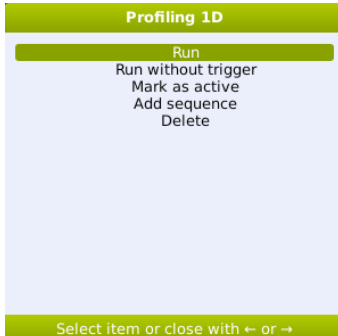 Profiling 1D
Run
Run without trigger
Mark as active
Add sequence
Delete
Select item or close with ← or →